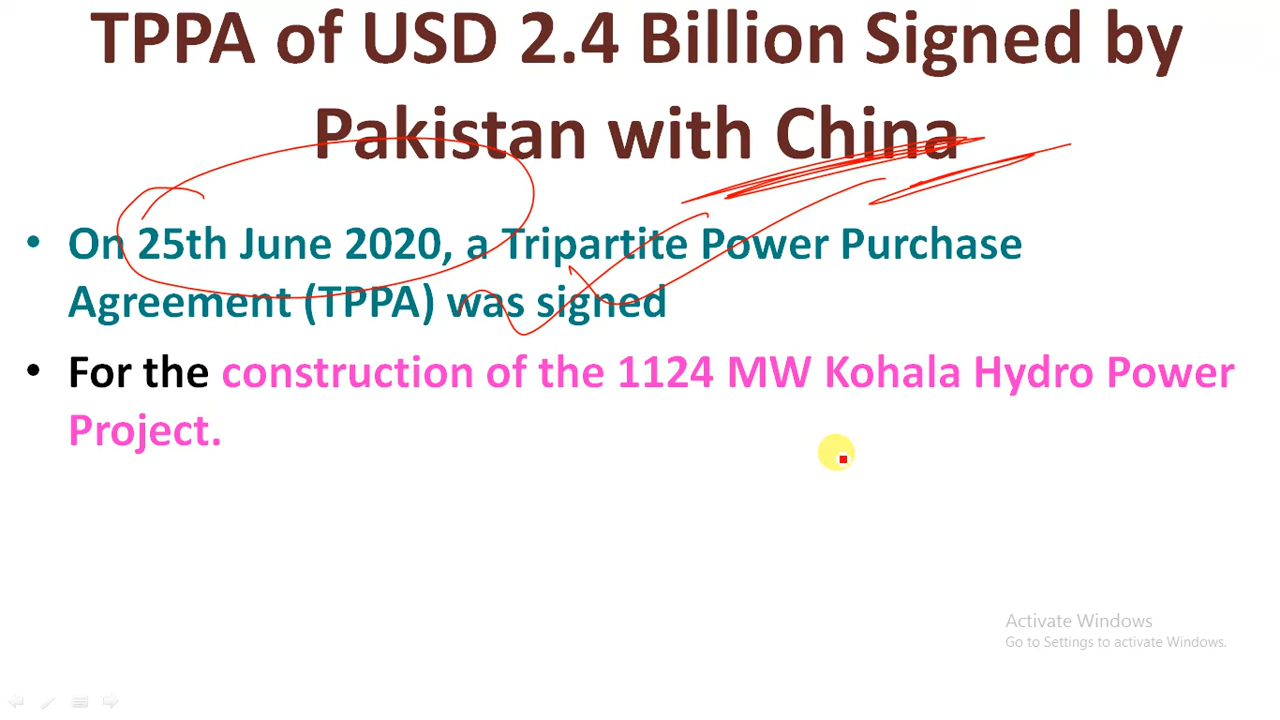 TPPA of USD 2.4 Billion Signed by
Pakistan with China
• On 25th June 2020, a Tripartite Power Purchase
Agreement (TPPA) was signed
• For the construction of the 1124 MW Kohala Hydro Power
Project.
Activate Windows
Go to Settings to activate Windows.